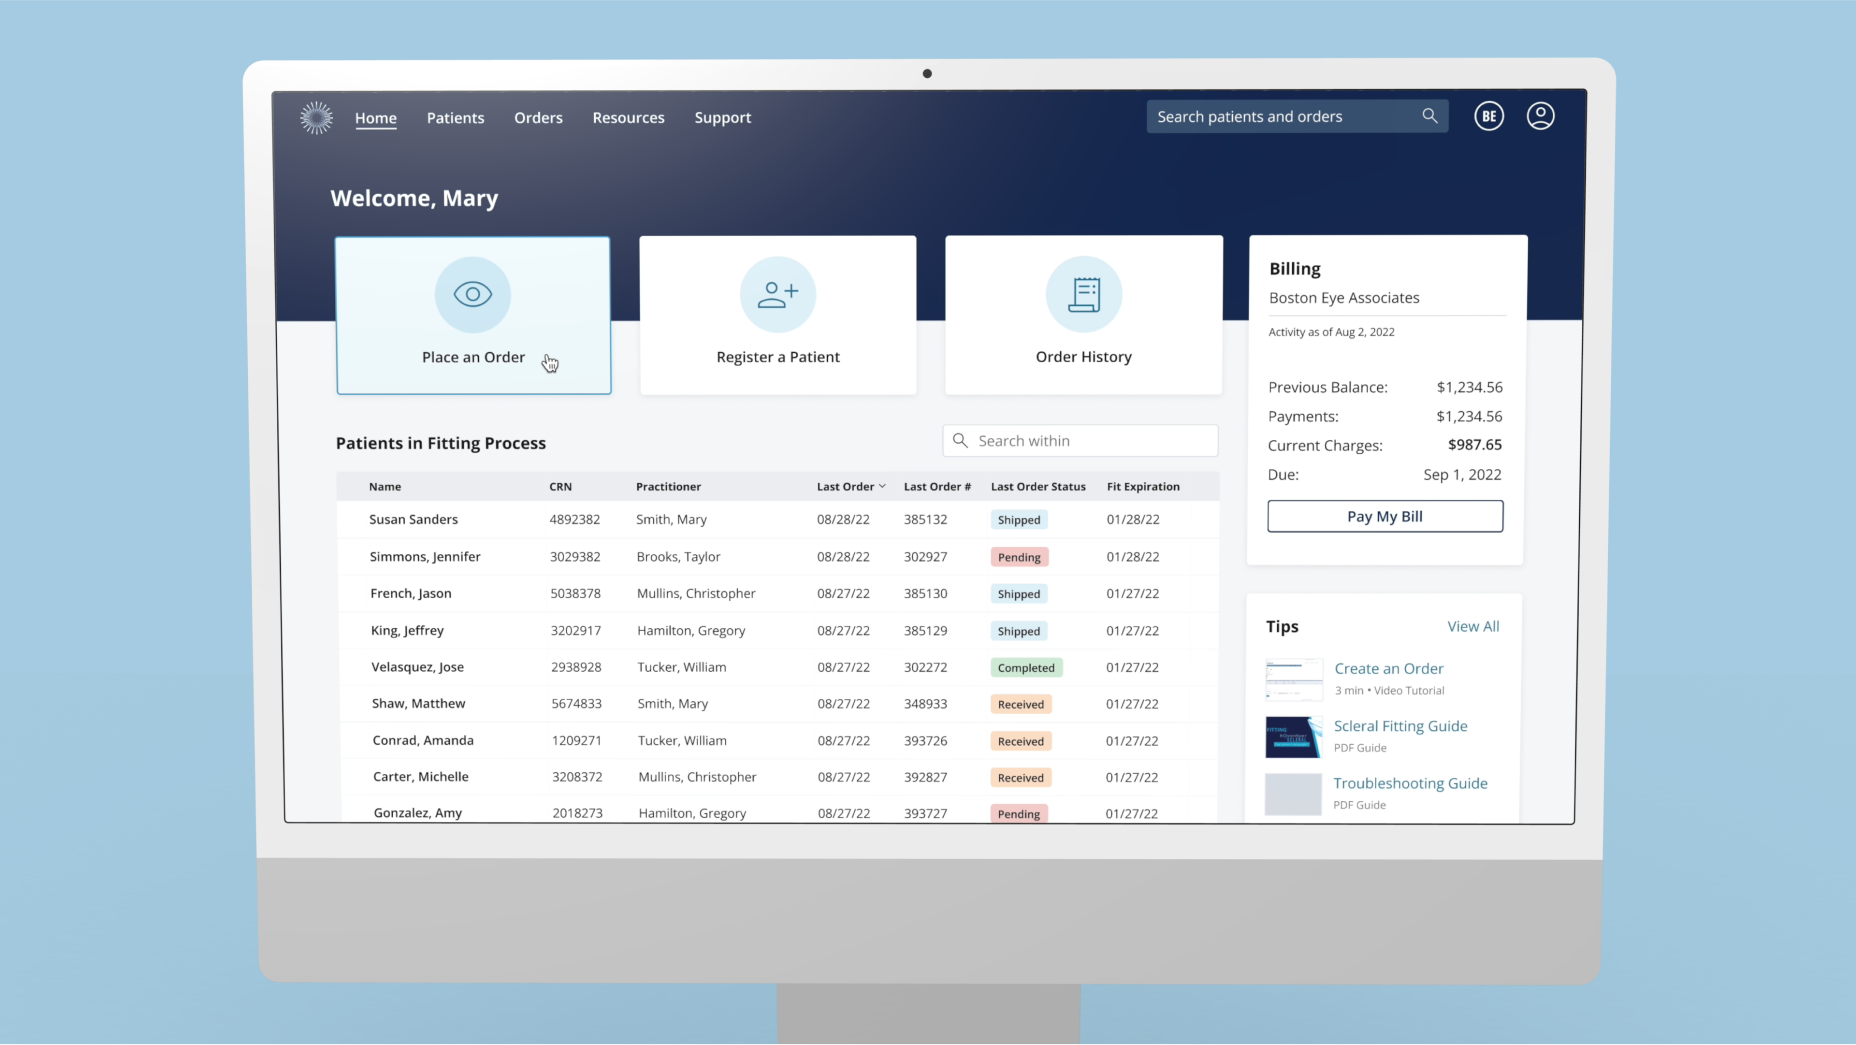 Home Patients Orders Resources Support
Search patients and orders
BE
Welcome, Mary
Place an Order
Register a Patient
Order History
Patients in Fitting Process
Search within
Name CRN Practitioner Last Order Last Order # Last Order Status Fit Expiration
Susan Sanders 4892382 Smith, Mary 08/28/22 385132 Shipped 01/28/22
Simmons, Jennifer 3029382 Brooks, Taylor 08/28/22 302927 Pending 01/28/22
French, Jason 5038378 Mullins, Christopher 08/27/22 385130 Shipped 01/27/22
King, Jeffrey 3202917 Hamilton, Gregory 08/27/22 385129 Shipped 01/27/22
Velasquez, Jose 2938928 Tucker, William 08/27/22 302272 Completed 01/27/22
Shaw, Matthew 5674833 Smith, Mary 08/27/22 348933 Received 01/27/22
Conrad, Amanda 1209271 Tucker, William 08/27/22 393726 Received 01/27/22
Carter, Michelle 3208372 Mullins, Christopher 08/27/22 392827 Received 01/27/22
Gonzalez, Amy 2018273 Hamilton, Gregory 08/27/22 393727 Pending 01/27/22
Billing
Boston Eye Associates
Activity as of Aug 2, 2022
Previous Balance: $1,234.56
Payments: $1,234.56
Current Charges: $987.65
Due: Sep 1, 2022
Pay My Bill
Tips View All
Create an Order
3 min • Video Tutorial
Scleral Fitting Guide
PDF Guide
Troubleshooting Guide
PDF Guide